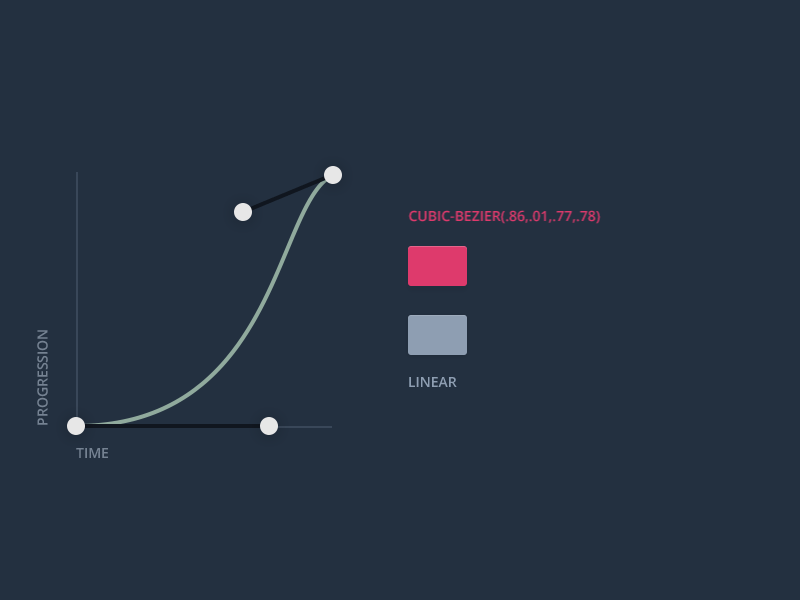 PROGRESSION
TIME
CUBIC-BEZIER(.86,.01,.77,.78)
LINEAR